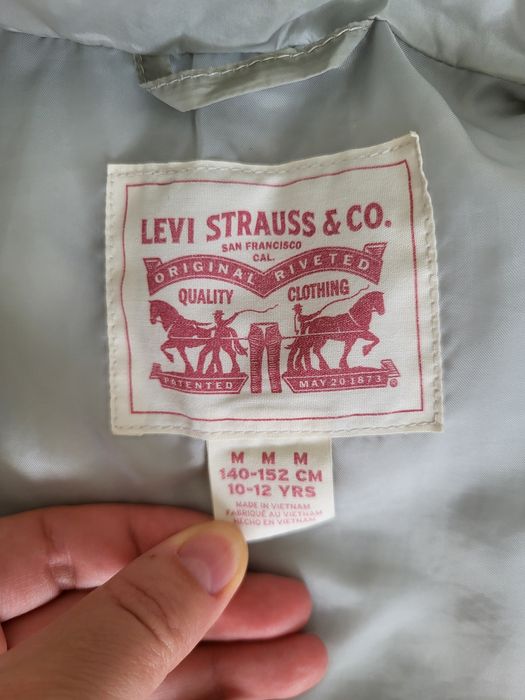 LEVI STRAUSS & CO.
SAN FRANCISCO
CAL.
ORIGINAL RIVETED
QUALITY CLOTHING
PATENTED MAY 20 1873
M M M
140-152 CM
10-12 YRS
MADE IN VIETNAM
FABRIQUÉ AU VIETNAM
HECHO EN VIETNAM